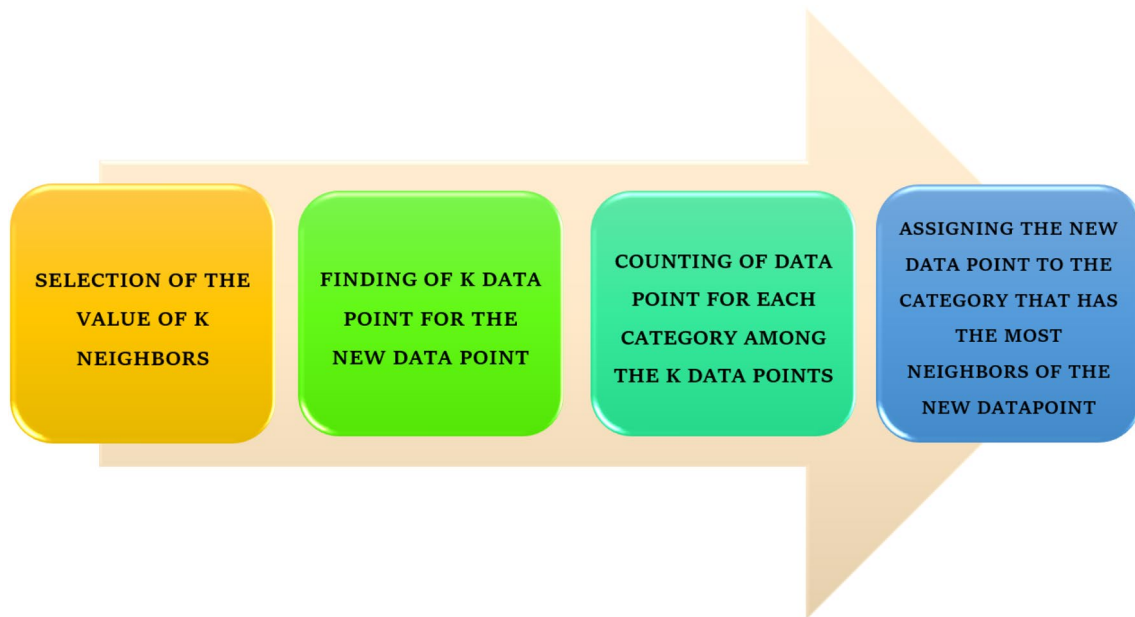 SELECTION OF THE
VALUE OF K
NEIGHBORS
FINDING OF K DATA
POINT FOR THE
NEW DATA POINT
COUNTING OF DATA
POINT FOR EACH
CATEGORY AMONG
THE K DATA POINTS
ASSIGNING THE NEW
DATA POINT TO THE
CATEGORY THAT HAS
THE MOST
NEIGHBORS OF THE
NEW DATAPOINT